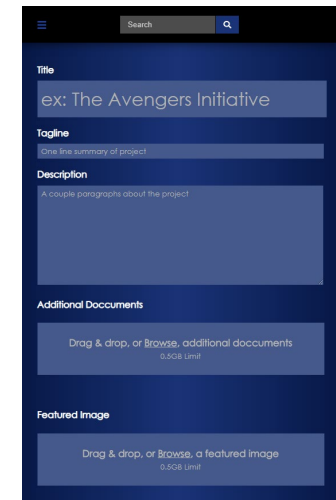 Search
Title
ex: The Avengers Initiative
Tagline
One line summary of project
Description
A couple paragraphs about the project
Additional Doccuments
Drag & drop, or Browse, additional doccuments
0.5GB Limit
Featured Image
Drag & drop, or Browse, a featured image
0.5GB Limit